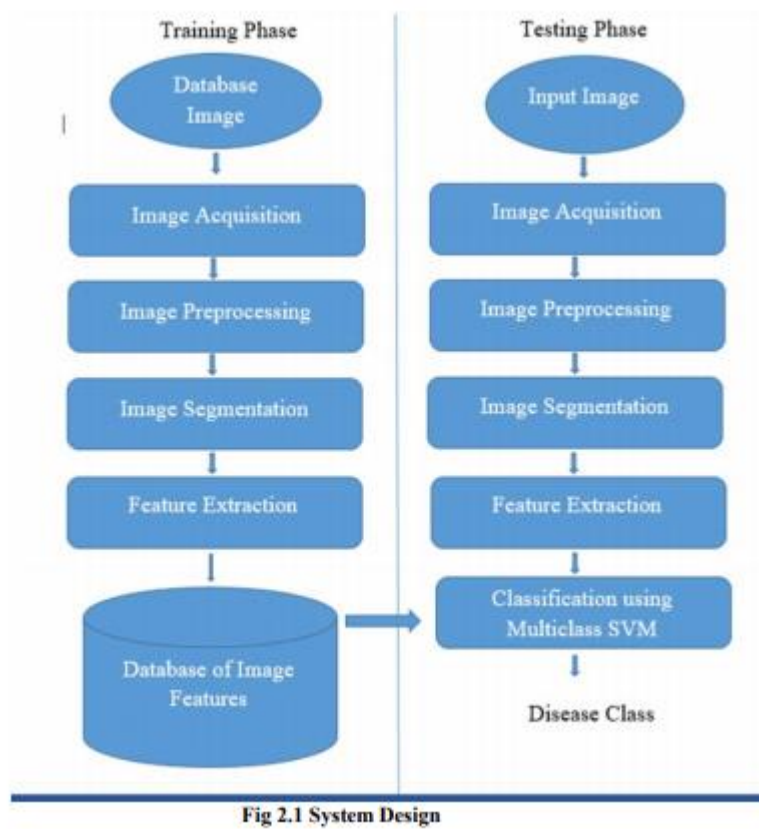 Training Phase
Database
Image
Image Acquisition
Image Preprocessing
Image Segmentation
Feature Extraction
Database of Image
Features
Testing Phase
Input Image
Image Acquisition
Image Preprocessing
Image Segmentation
Feature Extraction
Classification using
Multiclass SVM
Disease Class
Fig 2.1 System Design